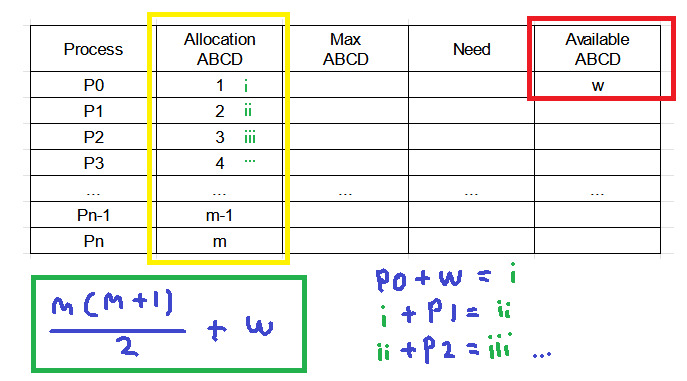 Process Allocation ABCD Max ABCD Need Available ABCD
P0 1 i w
P1 2 ii
P2 3 iii
P3 4 ...
... ... ... ... ...
Pn-1 m-1
Pn m
m(m+1)/2 + w
P0 + w = i
i + P1 = ii
ii + P2 = iii ...